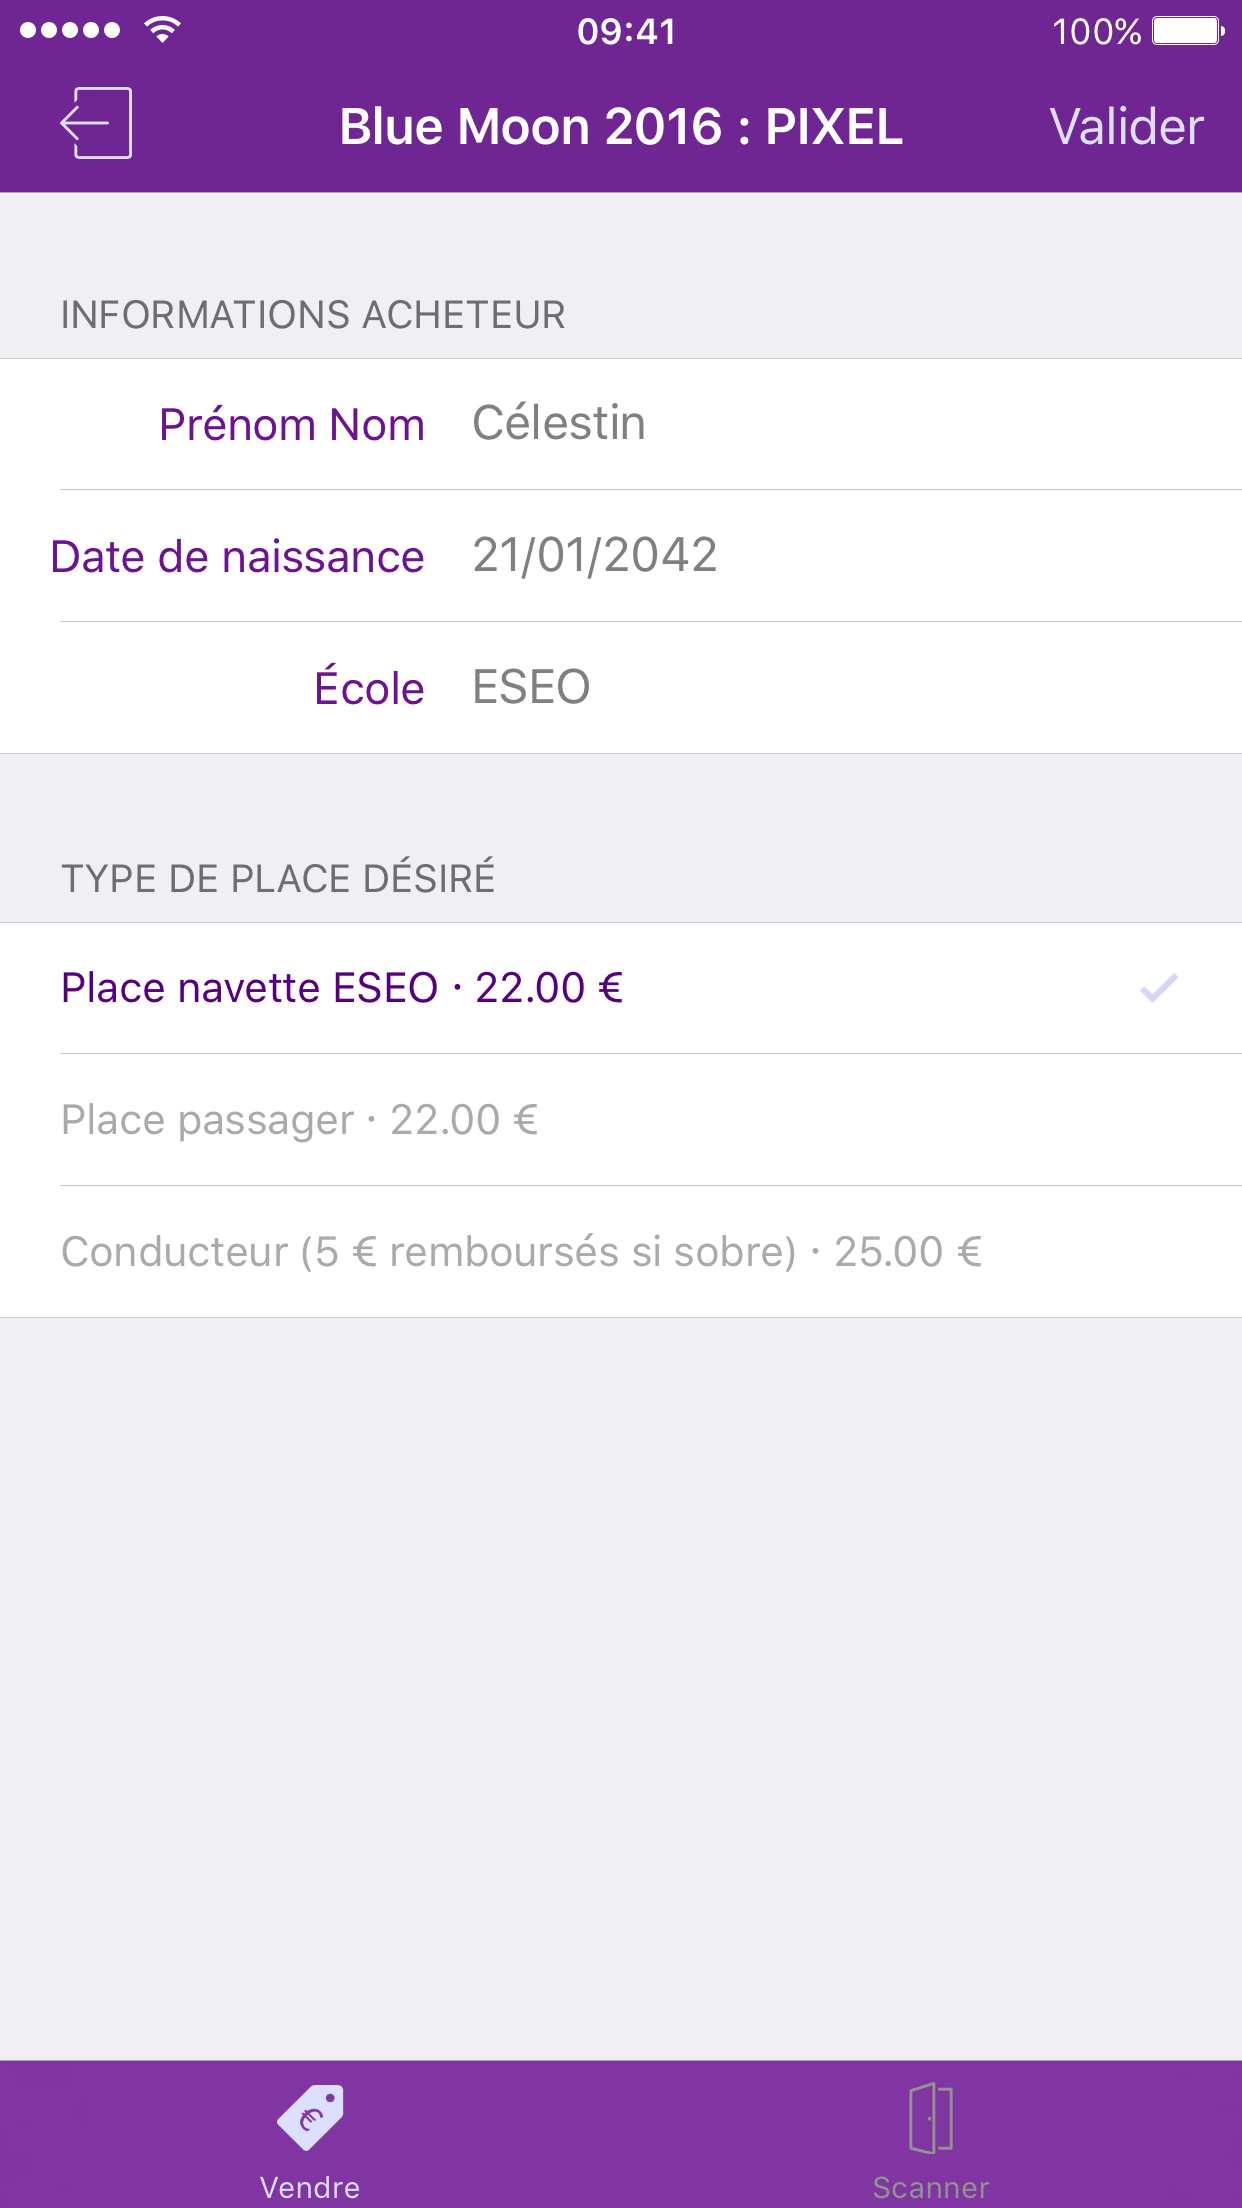 09:41
100%
Blue Moon 2016 : PIXEL
Valider
INFORMATIONS ACHETEUR
Prénom Nom Célestin
Date de naissance 21/01/2042
École ESEO
TYPE DE PLACE DÉSIRÉ
Place navette ESEO · 22.00 €
Place passager · 22.00 €
Conducteur (5 € remboursés si sobre) · 25.00 €
€
Vendre
Scanner